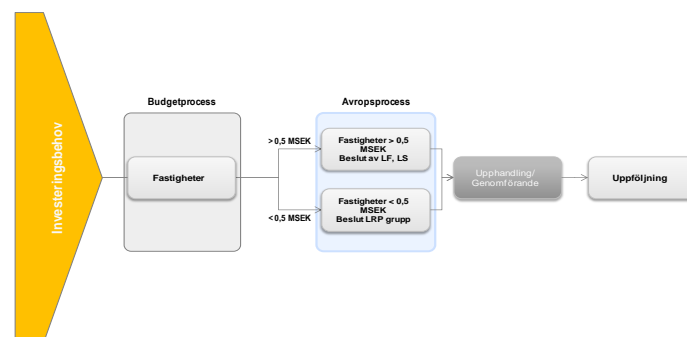 Investeringsbehov
Budgetprocess
Fastigheter
> 0,5 MSEK
< 0,5 MSEK
Avropsprocess
Fastigheter > 0,5
MSEK
Beslut av LF, LS
Fastigheter < 0,5
MSEK
Beslut LRP grupp
Upphandling/
Genomförande
Uppföljning